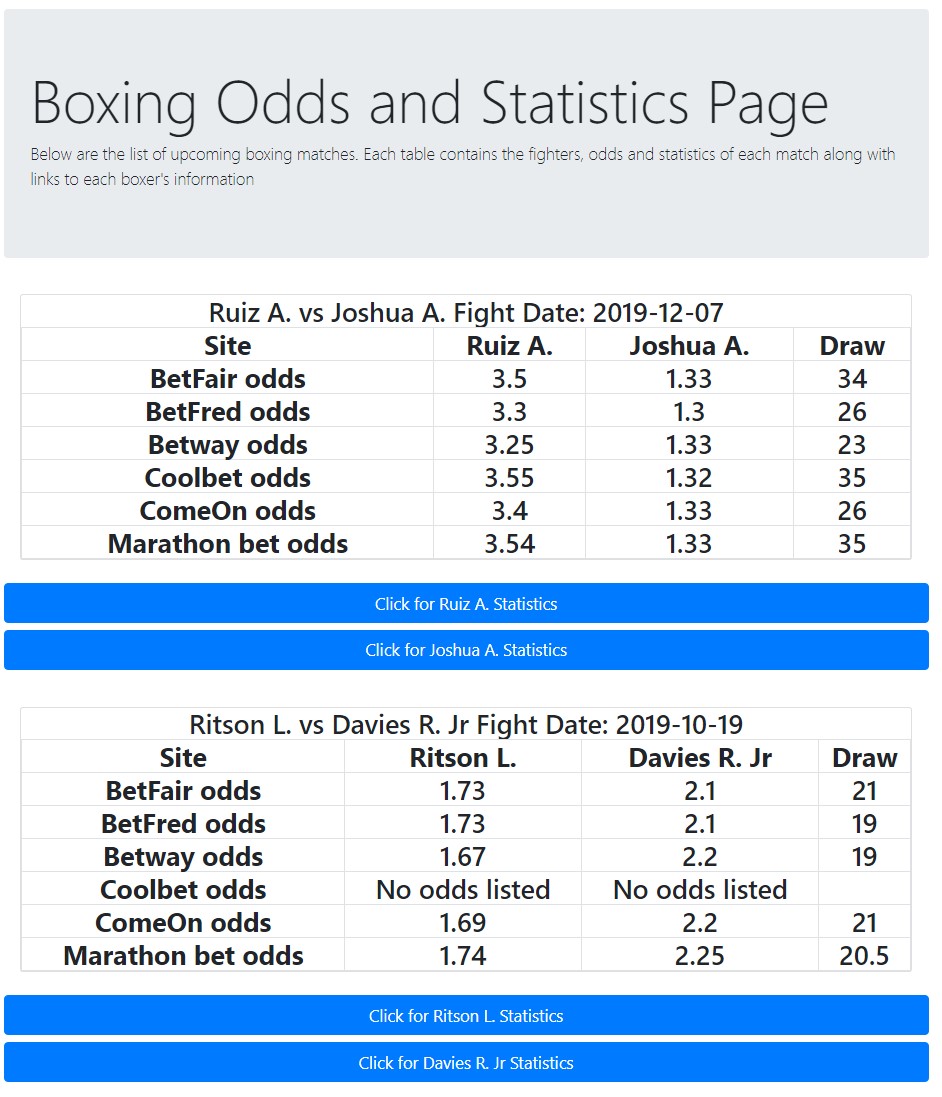 Boxing Odds and Statistics Page
Below are the list of upcoming boxing matches. Each table contains the fighters, odds and statistics of each match along with
links to each boxer's information
Ruiz A. vs Joshua A. Fight Date: 2019-12-07
Site Ruiz A. Joshua A. Draw
BetFair odds 3.5 1.33 34
BetFred odds 3.3 1.3 26
Betway odds 3.25 1.33 23
Coolbet odds 3.55 1.32 35
ComeOn odds 3.4 1.33 26
Marathon bet odds 3.54 1.33 35
Click for Ruiz A. Statistics
Click for Joshua A. Statistics
Ritson L. vs Davies R. Jr Fight Date: 2019-10-19
Site Ritson L. Davies R. Jr Draw
BetFair odds 1.73 2.1 21
BetFred odds 1.73 2.1 19
Betway odds 1.67 2.2 19
Coolbet odds No odds listed No odds listed
ComeOn odds 1.69 2.2 21
Marathon bet odds 1.74 2.25 20.5
Click for Ritson L. Statistics
Click for Davies R. Jr Statistics